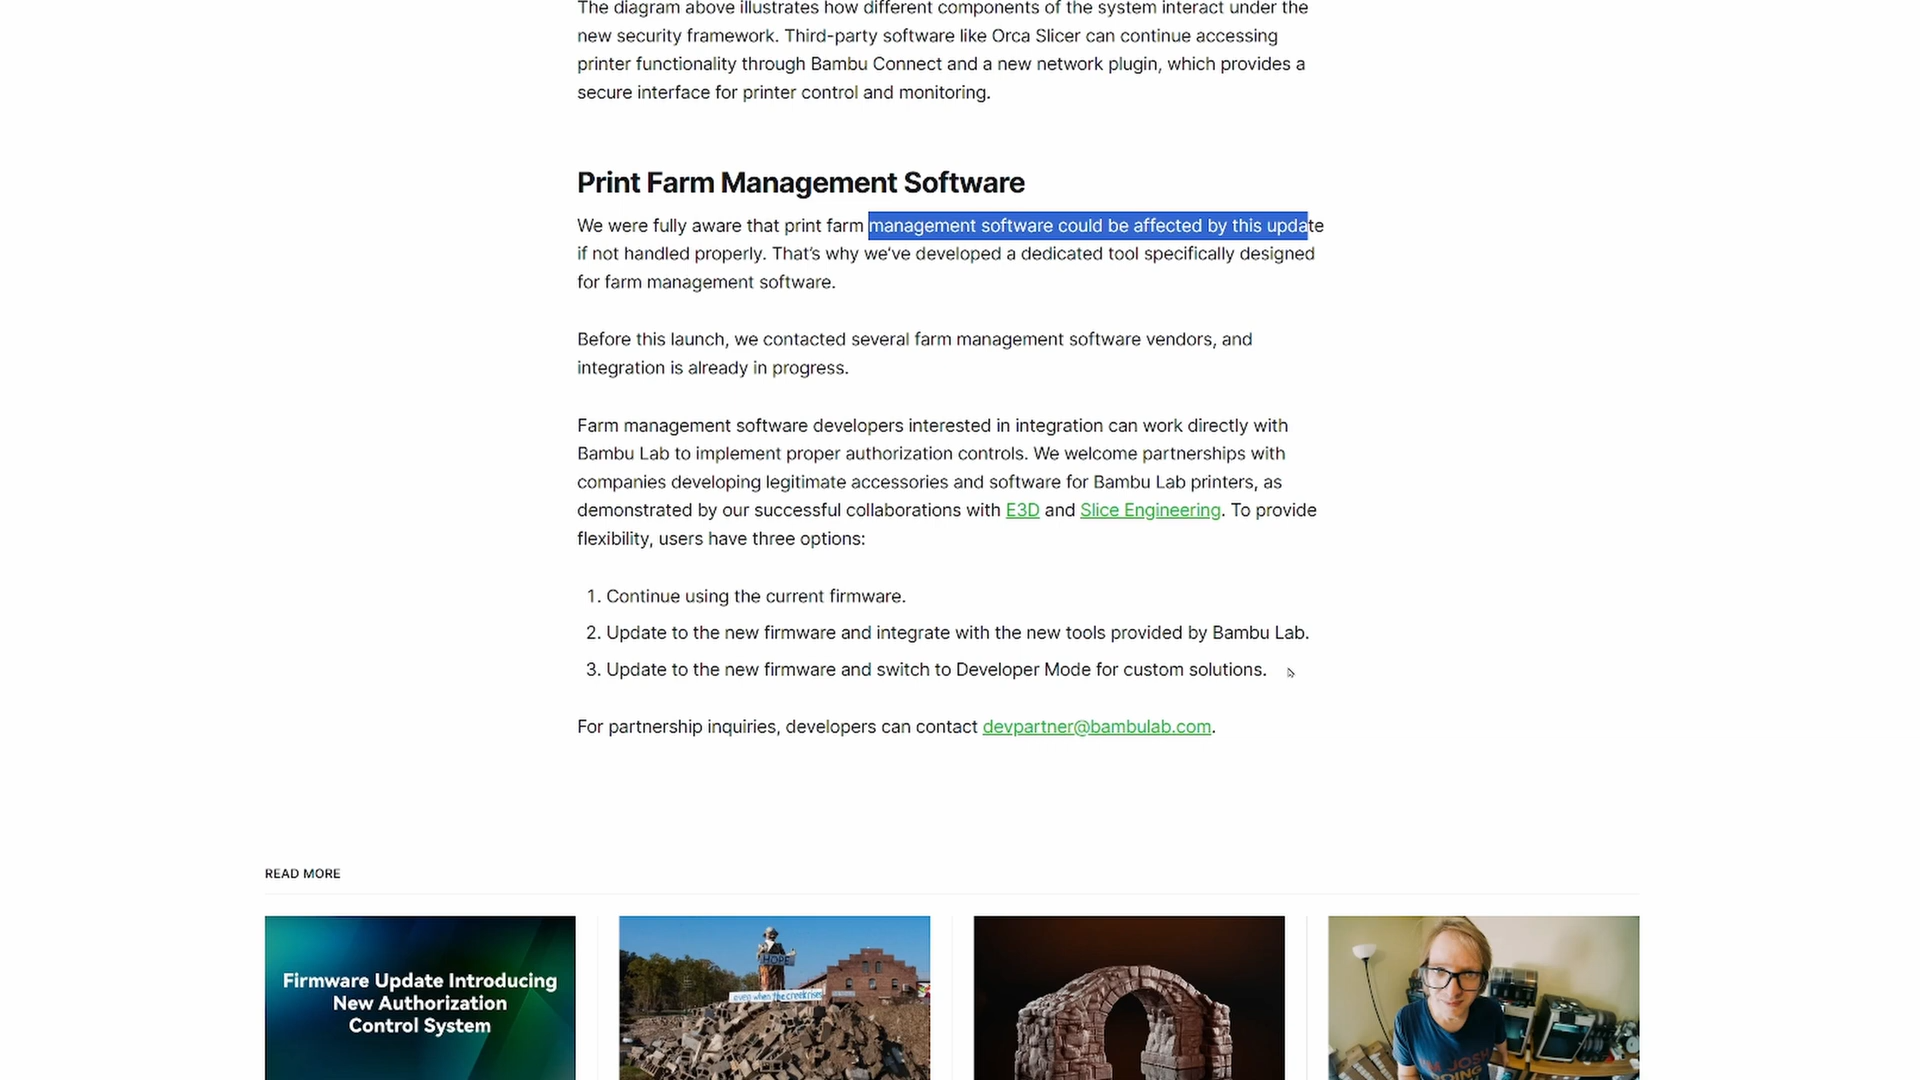 The diagram above illustrates how different components of the system interact under the
new security framework. Third-party software like Orca Slicer can continue accessing
printer functionality through Bambu Connect and a new network plugin, which provides a
secure interface for printer control and monitoring.
Print Farm Management Software
We were fully aware that print farm management software could be affected by this update
if not handled properly. That’s why we’ve developed a dedicated tool specifically designed
for farm management software.
Before this launch, we contacted several farm management software vendors, and
integration is already in progress.
Farm management software developers interested in integration can work directly with
Bambu Lab to implement proper authorization controls. We welcome partnerships with
companies developing legitimate accessories and software for Bambu Lab printers, as
demonstrated by our successful collaborations with E3D and Slice Engineering. To provide
flexibility, users have three options:
1. Continue using the current firmware.
2. Update to the new firmware and integrate with the new tools provided by Bambu Lab.
3. Update to the new firmware and switch to Developer Mode for custom solutions.
For partnership inquiries, developers can contact devpartner@bambulab.com.
READ MORE
Firmware Update Introducing
New Authorization
Control System
HOPE
even when the creek rises
I'M JOSH